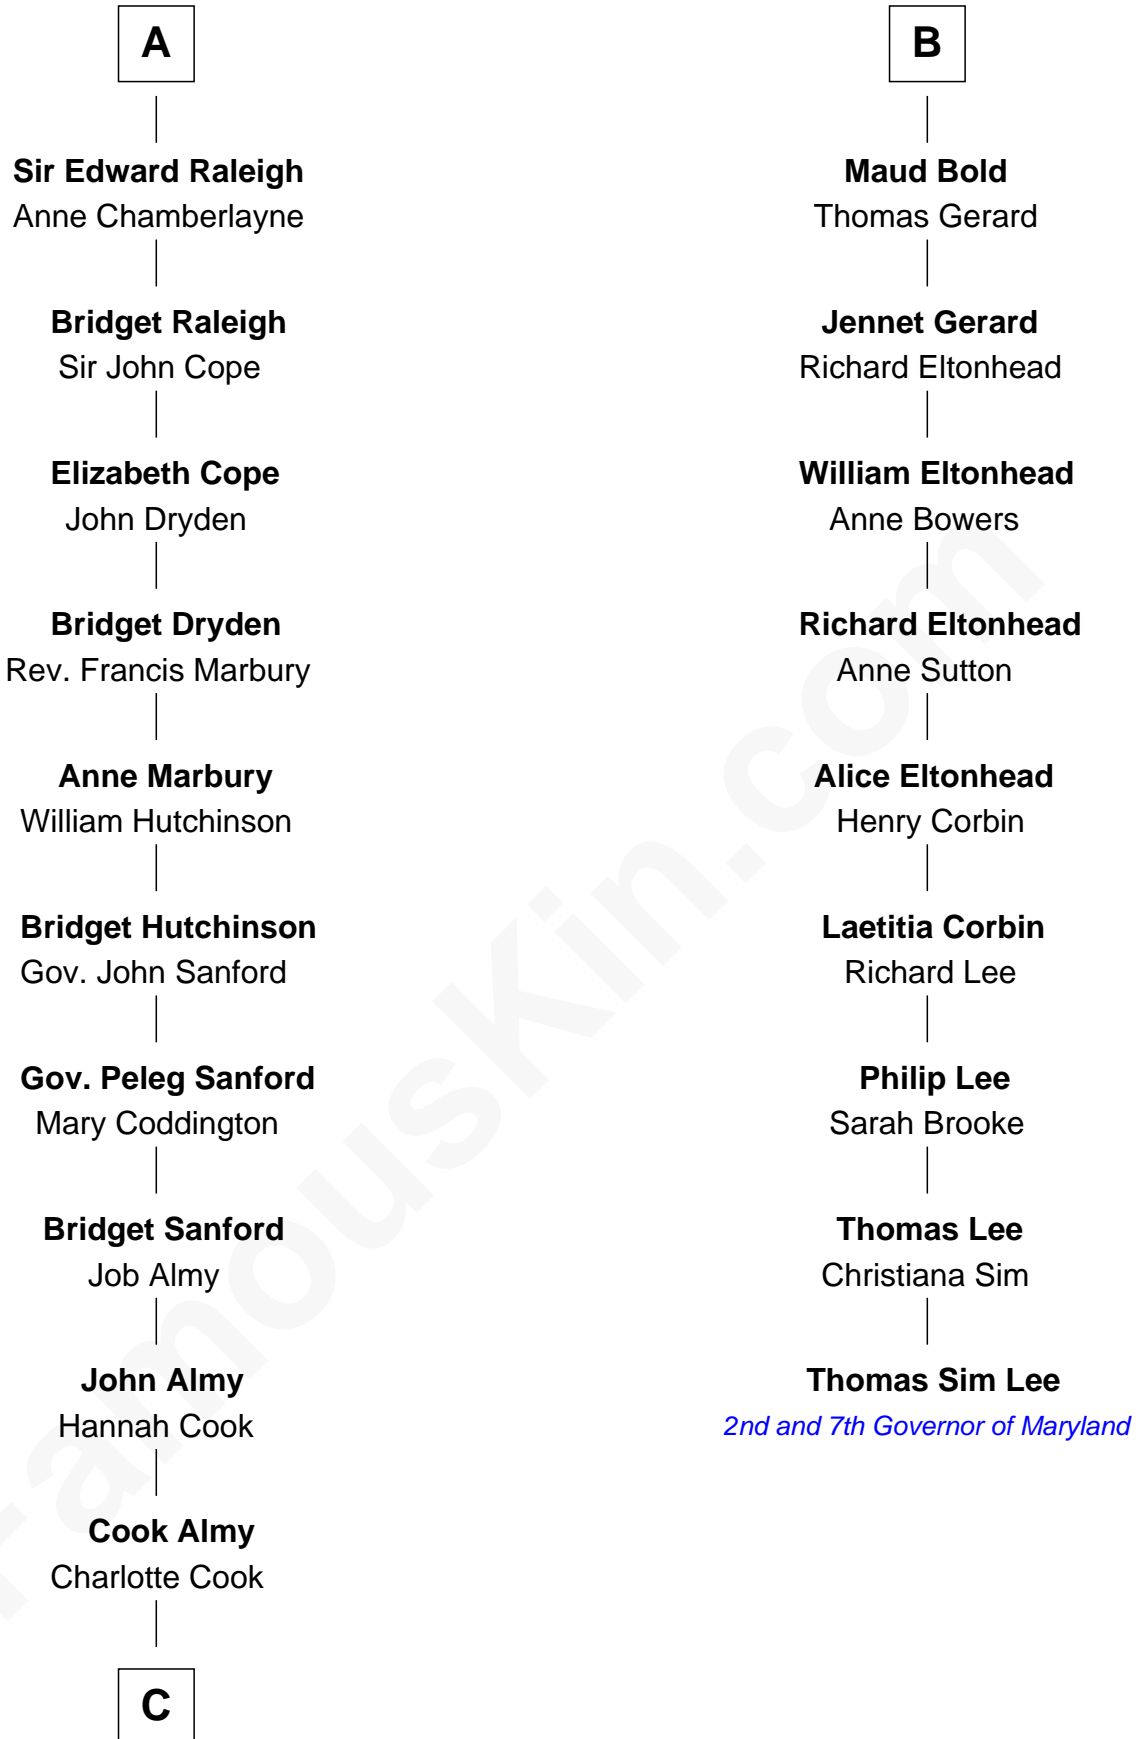 A
Sir Edward Raleigh
Anne Chamberlayne
Bridget Raleigh
Sir John Cope
Elizabeth Cope
John Dryden
Bridget Dryden
Rev. Francis Marbury
Anne Marbury
William Hutchinson
Bridget Hutchinson
Gov. John Sanford
Gov. Peleg Sanford
Mary Coddington
Bridget Sanford
Job Almy
John Almy
Hannah Cook
Cook Almy
Charlotte Cook
C
B
Maud Bold
Thomas Gerard
Jennet Gerard
Richard Eltonhead
William Eltonhead
Anne Bowers
Richard Eltonhead
Anne Sutton
Alice Eltonhead
Henry Corbin
Laetitia Corbin
Richard Lee
Philip Lee
Sarah Brooke
Thomas Lee
Christiana Sim
Thomas Sim Lee
2nd and 7th Governor of Maryland
FamousKin.com